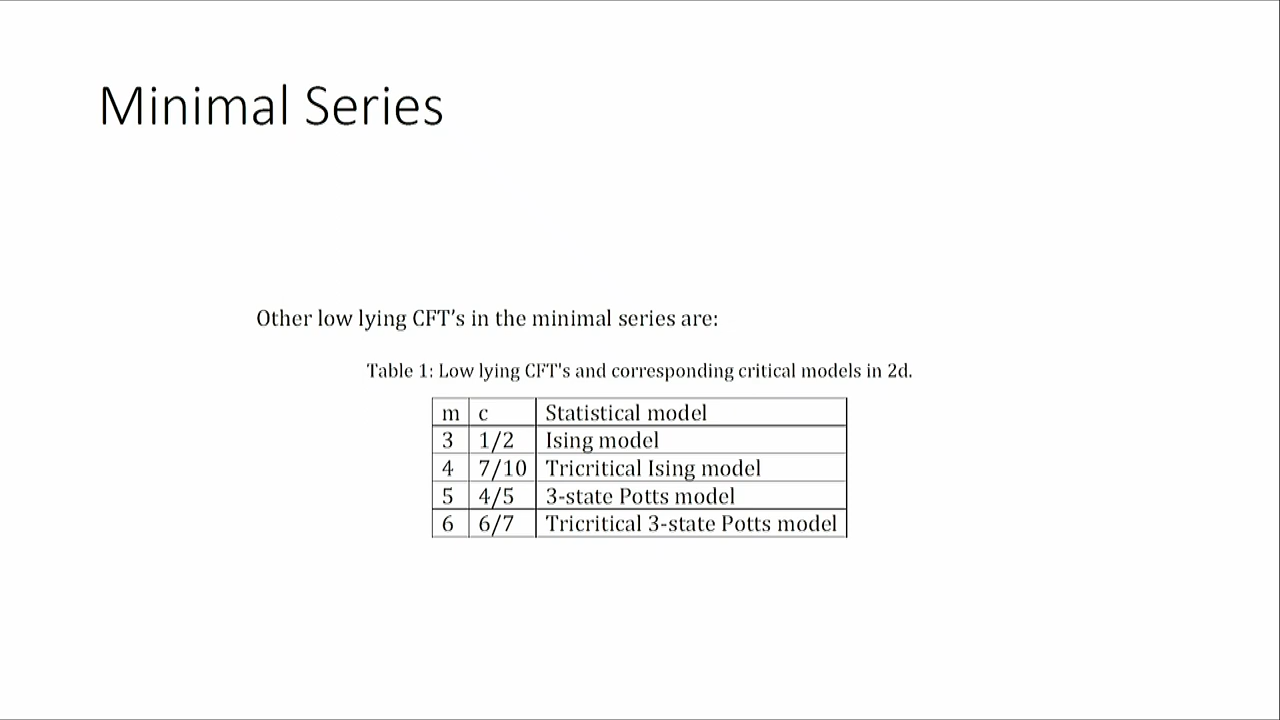 Minimal Series
Other low lying CFT’s in the minimal series are:
Table 1: Low lying CFT's and corresponding critical models in 2d.
m c Statistical model
3 1/2 Ising model
4 7/10 Tricritical Ising model
5 4/5 3-state Potts model
6 6/7 Tricritical 3-state Potts model